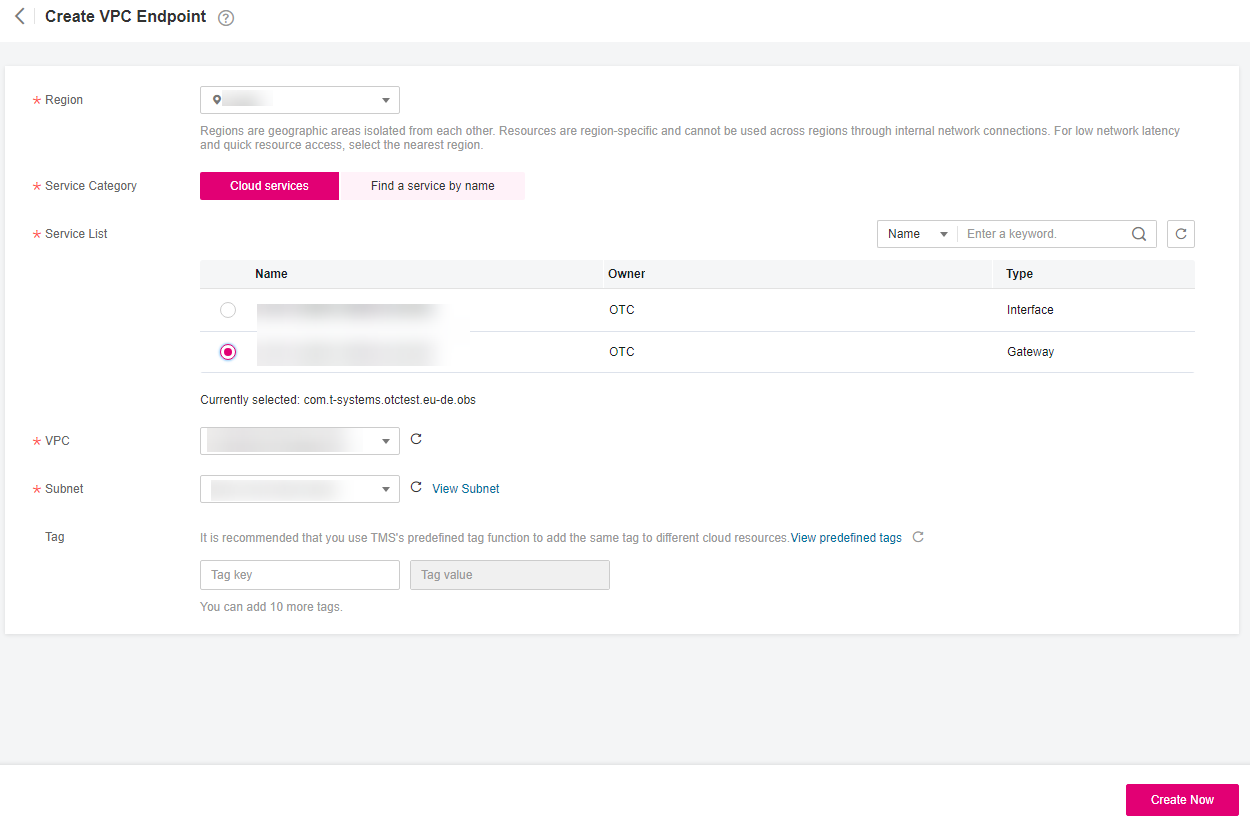 Create VPC Endpoint ?
* Region
Regions are geographic areas isolated from each other. Resources are region-specific and cannot be used across regions through internal network connections. For low network latency
and quick resource access, select the nearest region.
* Service Category Cloud services Find a service by name
* Service List Name Enter a keyword.
Name Owner Type
OTC Interface
OTC Gateway
Currently selected: com.t-systems.otctest.eu-de.obs
* VPC
* Subnet View Subnet
Tag It is recommended that you use TMS's predefined tag function to add the same tag to different cloud resources.View predefined tags
Tag key Tag value
You can add 10 more tags.
Create Now